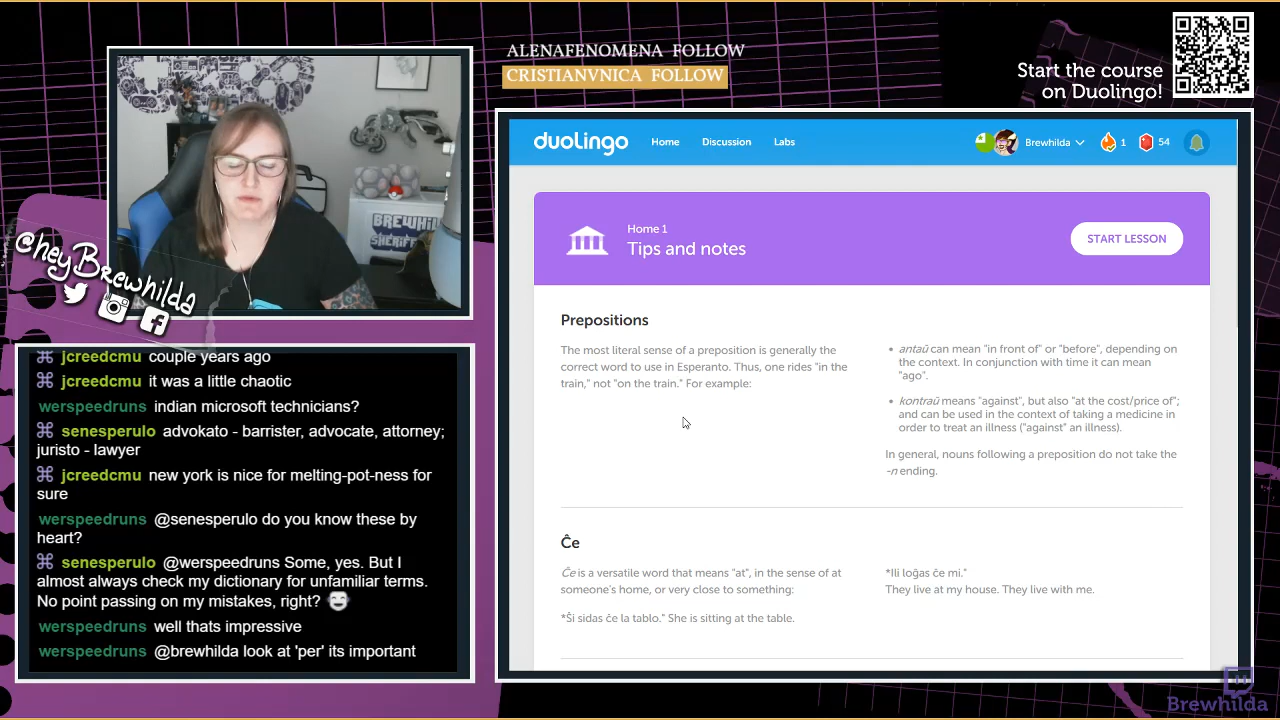 ALENAFENOMENA FOLLOW
CRISTIANVNICA FOLLOW
Start the course
on Duolingo!
BREWHIL
SHERIFF
@heyBrewhilda
duolingo
Home
Discussion
Labs
Brewhilda
1
54
Home 1
Tips and notes
START LESSON
Prepositions
The most literal sense of a preposition is generally the
correct word to use in Esperanto. Thus, one rides "in the
train," not "on the train." For example:
• antaŭ can mean "in front of" or "before", depending on
the context. In conjunction with time it can mean
"ago".
• kontraŭ means "against", but also "at the cost/price of";
and can be used in the context of taking a medicine in
order to treat an illness ("against" an illness).
In general, nouns following a preposition do not take the
-n ending.
Ĉe
Ĉe is a versatile word that means "at", in the sense of at
someone's home, or very close to something:
*Ŝi sidas ĉe la tablo." She is sitting at the table.
*Ili loĝas ĉe mi."
They live at my house. They live with me.
jcreedcmu couple years ago
jcreedcmu it was a little chaotic
werspeedruns indian microsoft technicians?
senesperulo advokato - barrister, advocate, attorney;
juristo - lawyer
jcreedcmu new york is nice for melting-pot-ness for
sure
werspeedruns @senesperulo do you know these by
heart?
senesperulo @werspeedruns Some, yes. But I
almost always check my dictionary for unfamiliar terms.
No point passing on my mistakes, right?
werspeedruns well thats impressive
werspeedruns @brewhilda look at 'per' its important
Brewhilda